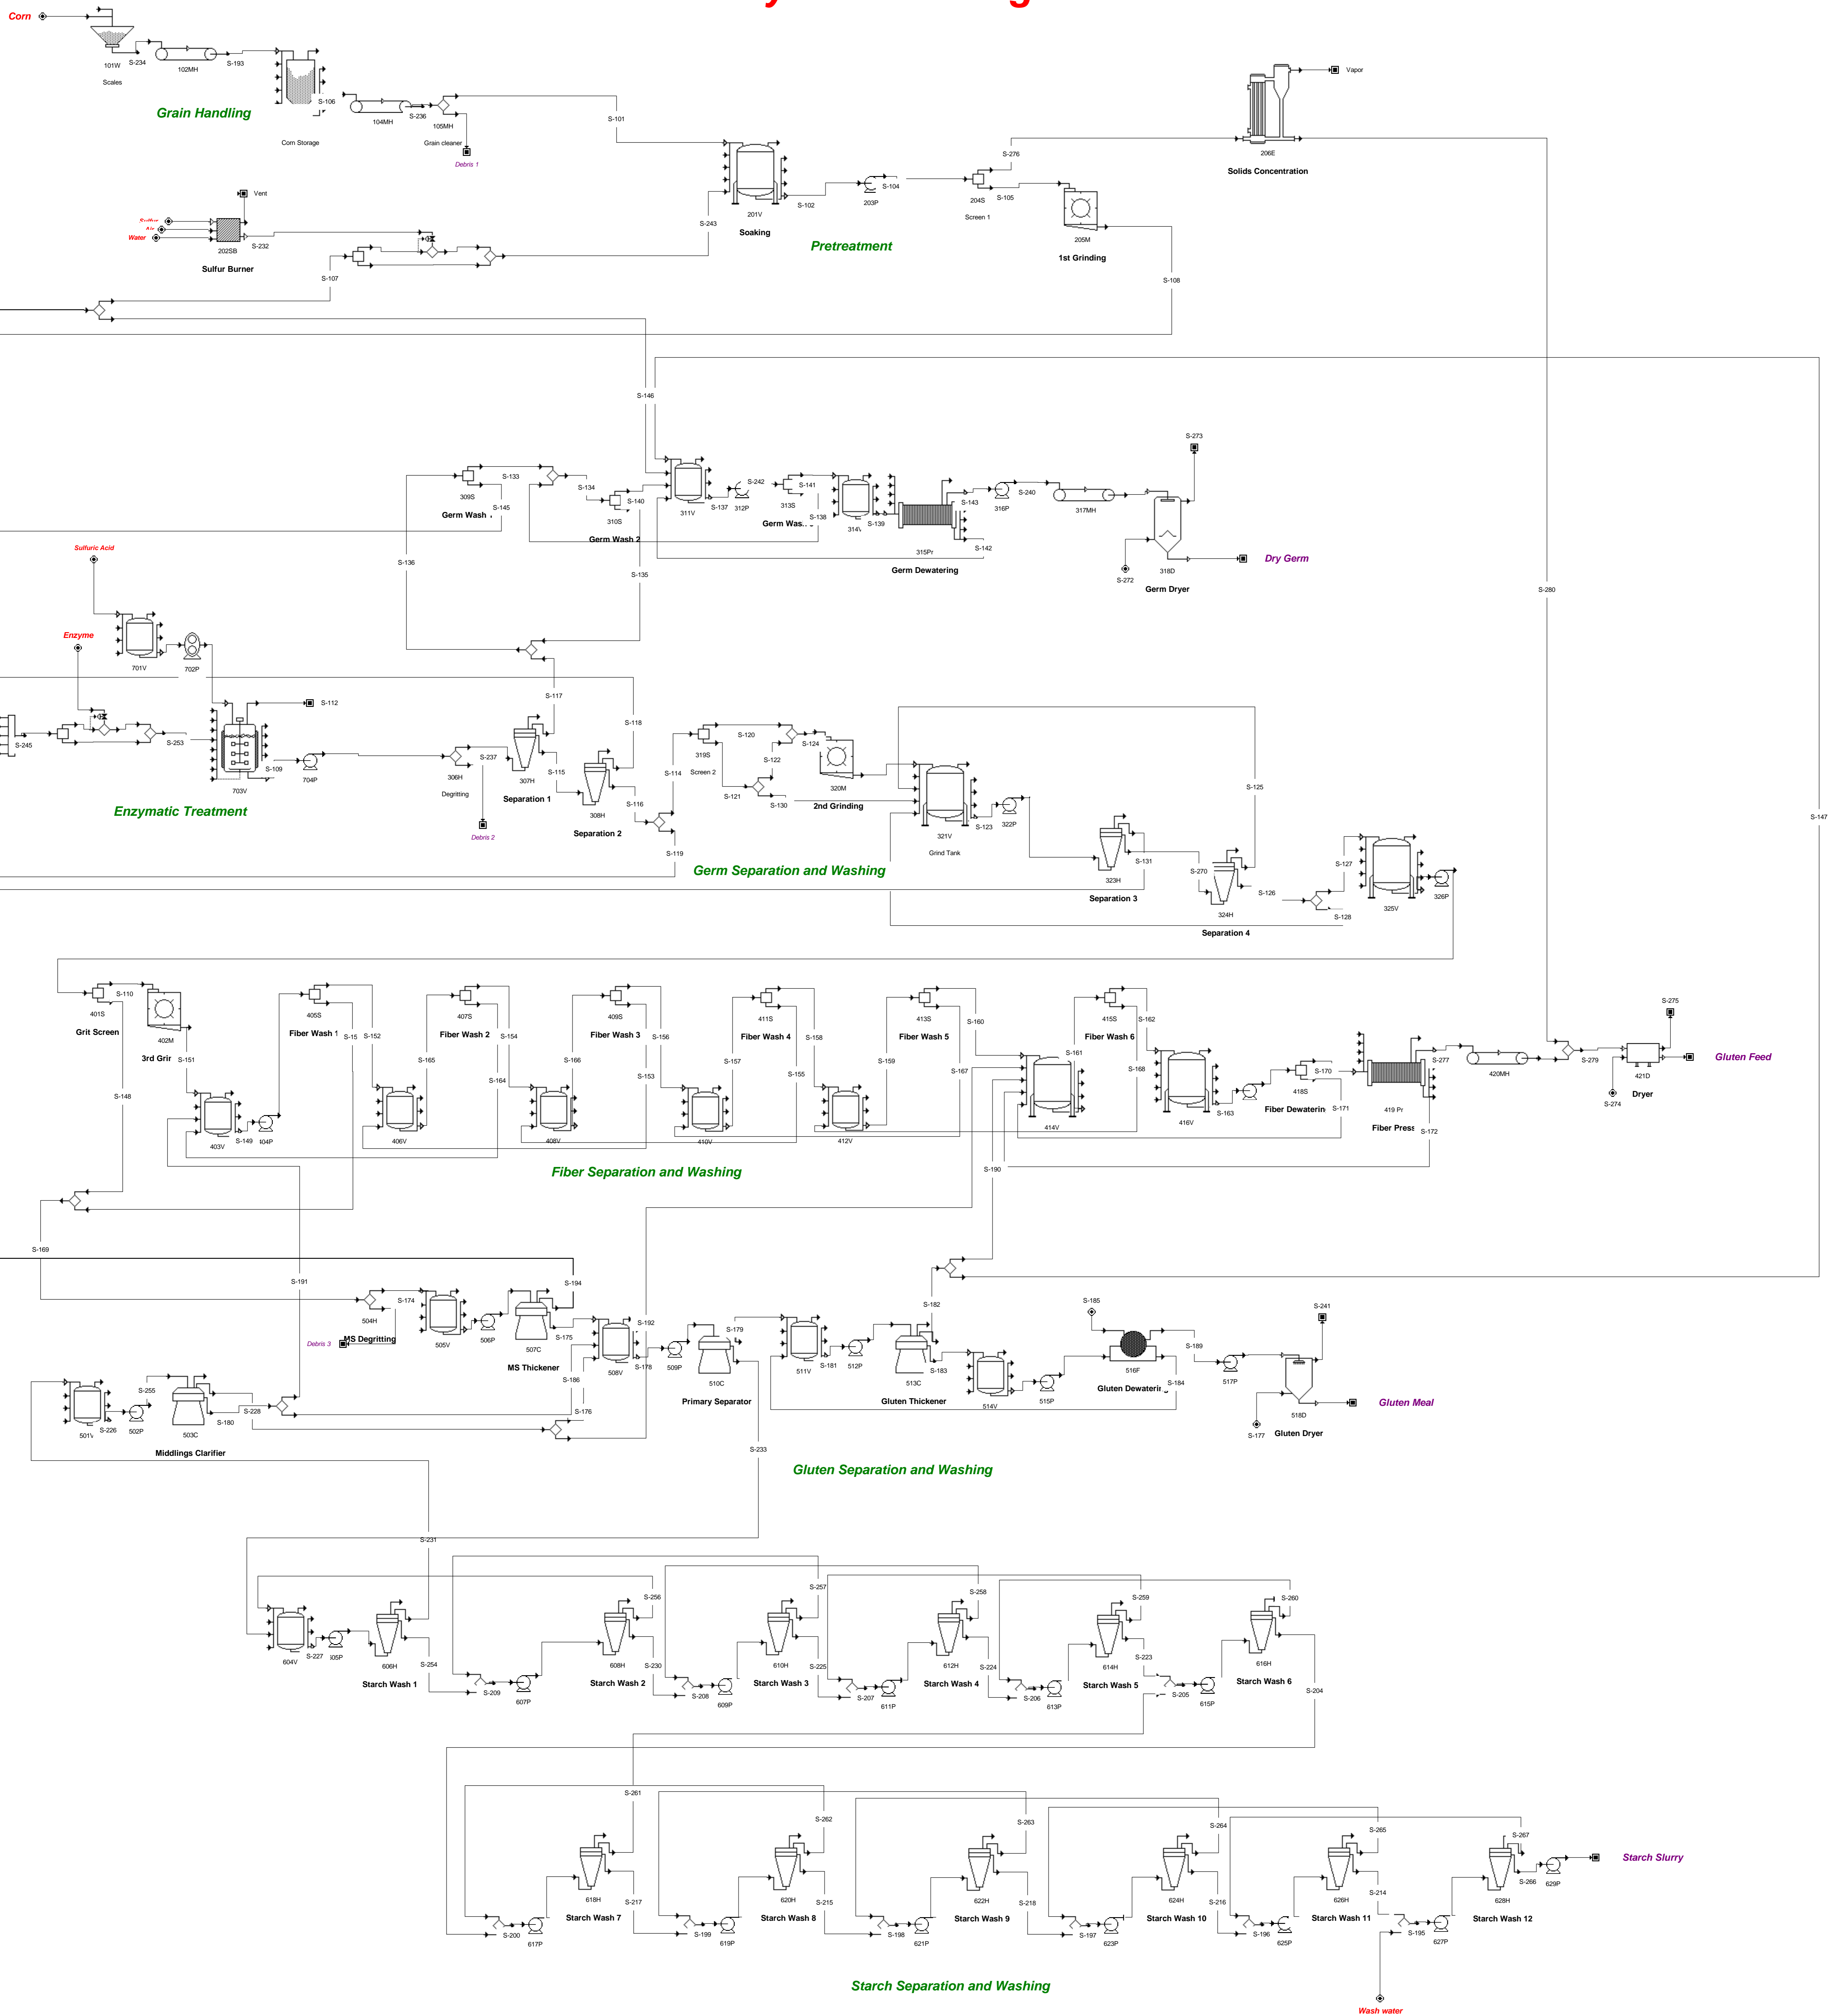 Corn
101W
Scales
S-234
102MH
S-193
S-106
Corn Storage
104MH
S-236
105MH
Grain cleaner
Debris 1
Grain Handling
S-101
Vapor
206E
Solids Concentration
S-276
201V
Soaking
S-102
203P
S-104
204S
Screen 1
S-105
205M
1st Grinding
Pretreatment
S-108
Vent
Water
202SB
S-232
Sulfur Burner
S-243
S-107
S-146
S-273
309S
S-133
Germ Wash
S-145
S-134
310S
S-140
Germ Wash 2
311V
S-137
312P
S-242
313S
S-141
S-138
S-139
315Pr
Germ Dewatering
S-143
S-142
316P
S-240
317MH
S-272
318D
Germ Dryer
Dry Germ
S-136
S-135
S-280
Sulfuric Acid
Enzyme
701V
702P
S-112
S-245
S-253
S-109
703V
704P
Enzymatic Treatment
306H
Degritting
S-237
Debris 2
307H
Separation 1
S-117
S-115
308H
Separation 2
S-118
S-116
S-114
S-119
319S
Screen 2
S-120
S-121
S-122
S-130
S-124
320M
2nd Grinding
321V
Grind Tank
S-123
322P
Germ Separation and Washing
323H
Separation 3
S-131
S-270
324H
Separation 4
S-125
S-126
S-127
S-128
325V
326P
S-147
401S
Grit Screen
S-110
402M
S-151
S-148
403V
S-149
405S
Fiber Wash 1
S-152
406V
S-165
407S
Fiber Wash 2
S-154
S-164
408V
S-166
409S
Fiber Wash 3
S-156
S-153
410V
S-157
411S
Fiber Wash 4
S-158
S-155
412V
S-159
413S
Fiber Wash 5
S-160
S-167
414V
S-161
415S
Fiber Wash 6
S-162
S-168
416V
S-163
418S
S-170
S-171
419 Pr
S-277
S-172
420MH
S-279
S-275
421D
Dryer
S-274
Gluten Feed
Fiber Separation and Washing
S-190
S-169
S-191
504H
S-174
MS Degritting
Debris 3
505V
506P
507C
MS Thickener
S-194
S-175
S-186
S-176
508V
S-192
S-178
509P
510C
Primary Separator
S-179
511V
S-181
512P
513C
Gluten Thickener
S-182
S-183
514V
515P
S-185
516F
S-189
S-184
517P
S-241
518D
S-177
Gluten Dryer
Gluten Meal
S-226
S-255
502P
503C
Middlings Clarifier
S-180
S-228
S-233
Gluten Separation and Washing
S-231
604V
S-227
606H
Starch Wash 1
S-254
S-209
607P
608H
Starch Wash 2
S-256
S-230
S-208
609P
610H
Starch Wash 3
S-257
S-225
S-207
611P
612H
Starch Wash 4
S-258
S-224
S-206
613P
614H
Starch Wash 5
S-259
S-223
S-205
615P
616H
Starch Wash 6
S-260
S-204
S-200
617P
618H
Starch Wash 7
S-261
S-217
S-199
619P
620H
Starch Wash 8
S-262
S-215
S-198
621P
622H
Starch Wash 9
S-263
S-218
S-197
623P
624H
Starch Wash 10
S-264
S-216
S-196
625P
626H
Starch Wash 11
S-265
S-214
S-195
627P
628H
Starch Wash 12
S-267
S-266
629P
Starch Slurry
Starch Separation and Washing
Wash water